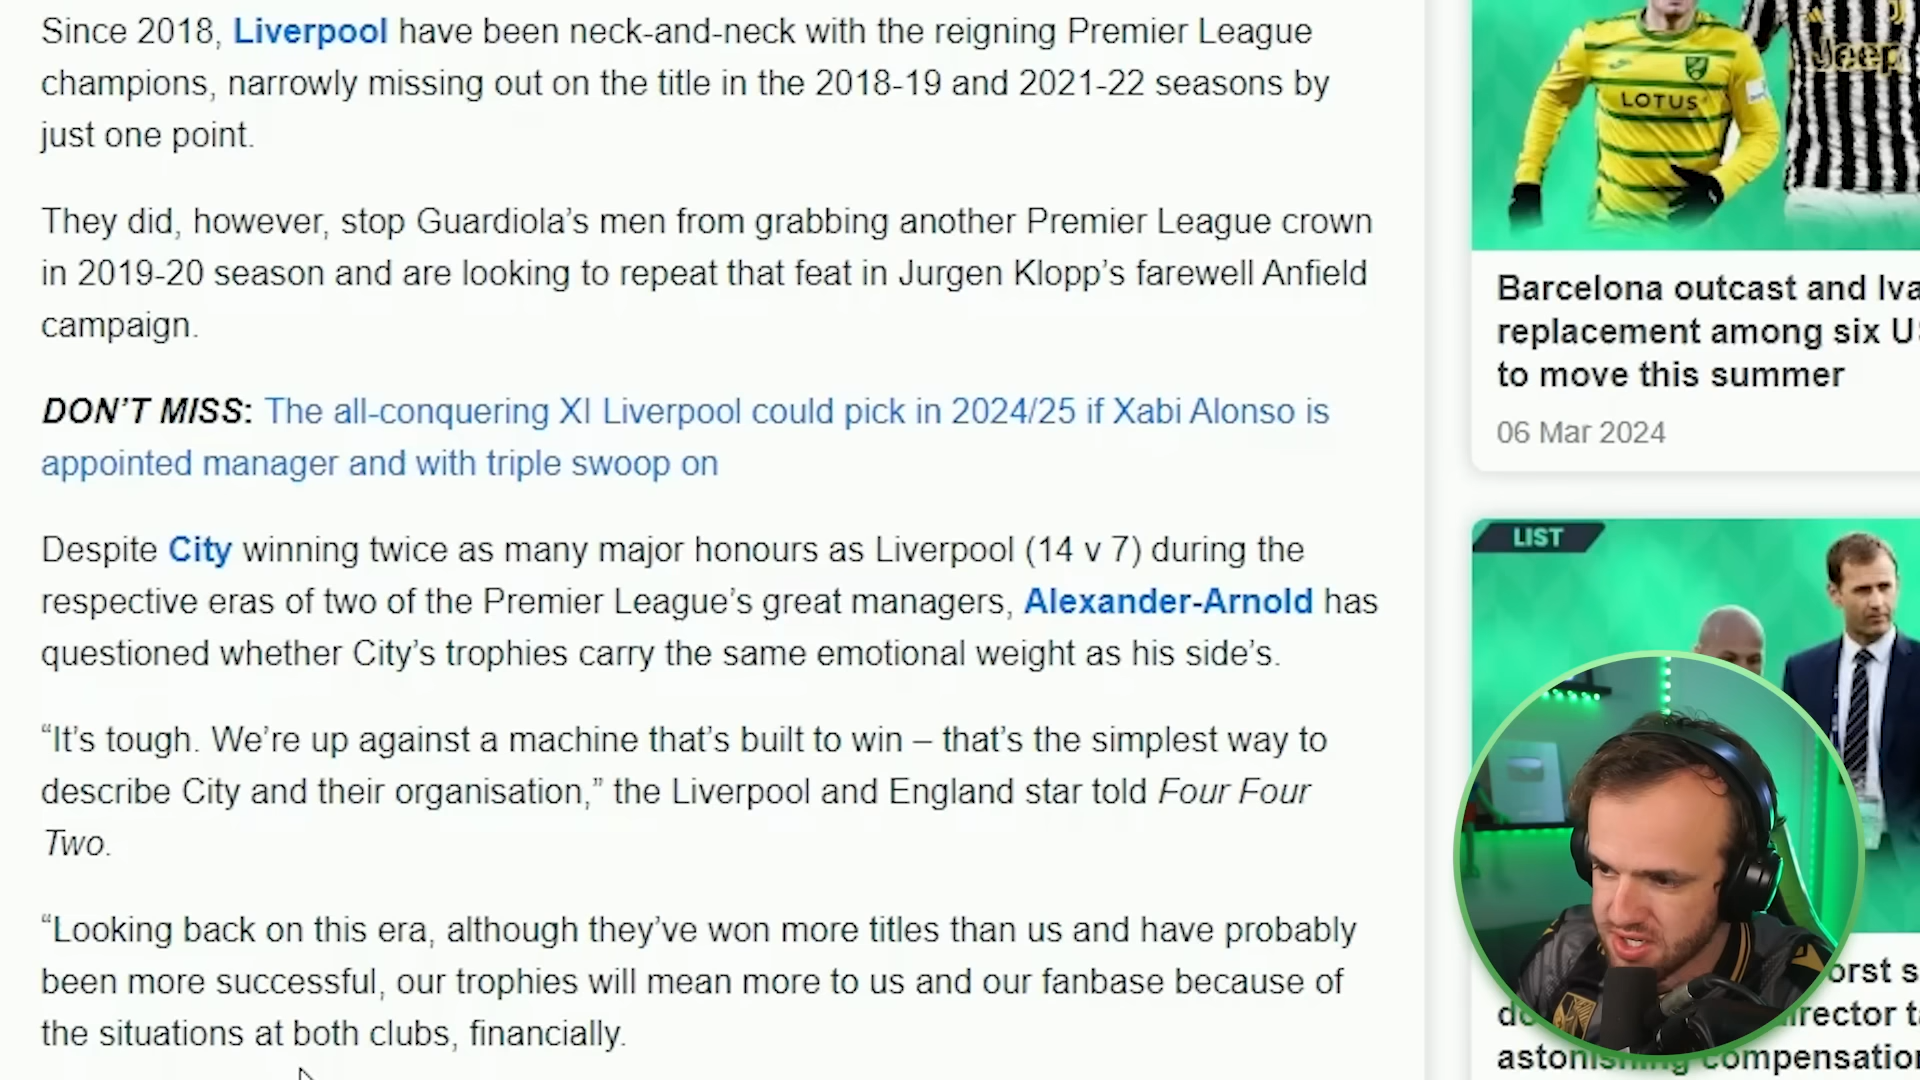 Since 2018, Liverpool have been neck-and-neck with the reigning Premier League
champions, narrowly missing out on the title in the 2018-19 and 2021-22 seasons by
just one point.
They did, however, stop Guardiola’s men from grabbing another Premier League crown
in 2019-20 season and are looking to repeat that feat in Jurgen Klopp’s farewell Anfield
campaign.
DON’T MISS: The all-conquering XI Liverpool could pick in 2024/25 if Xabi Alonso is
appointed manager and with triple swoop on
Despite City winning twice as many major honours as Liverpool (14 v 7) during the
respective eras of two of the Premier League’s great managers, Alexander-Arnold has
questioned whether City’s trophies carry the same emotional weight as his side’s.
“It’s tough. We’re up against a machine that’s built to win – that’s the simplest way to
describe City and their organisation,” the Liverpool and England star told Four Four
Two.
“Looking back on this era, although they’ve won more titles than us and have probably
been more successful, our trophies will mean more to us and our fanbase because of
the situations at both clubs, financially.
LOTUS
Jeep
Barcelona outcast and Iva
replacement among six U
to move this summer
06 Mar 2024
LIST
orst s
rector t
astonishing compensatio